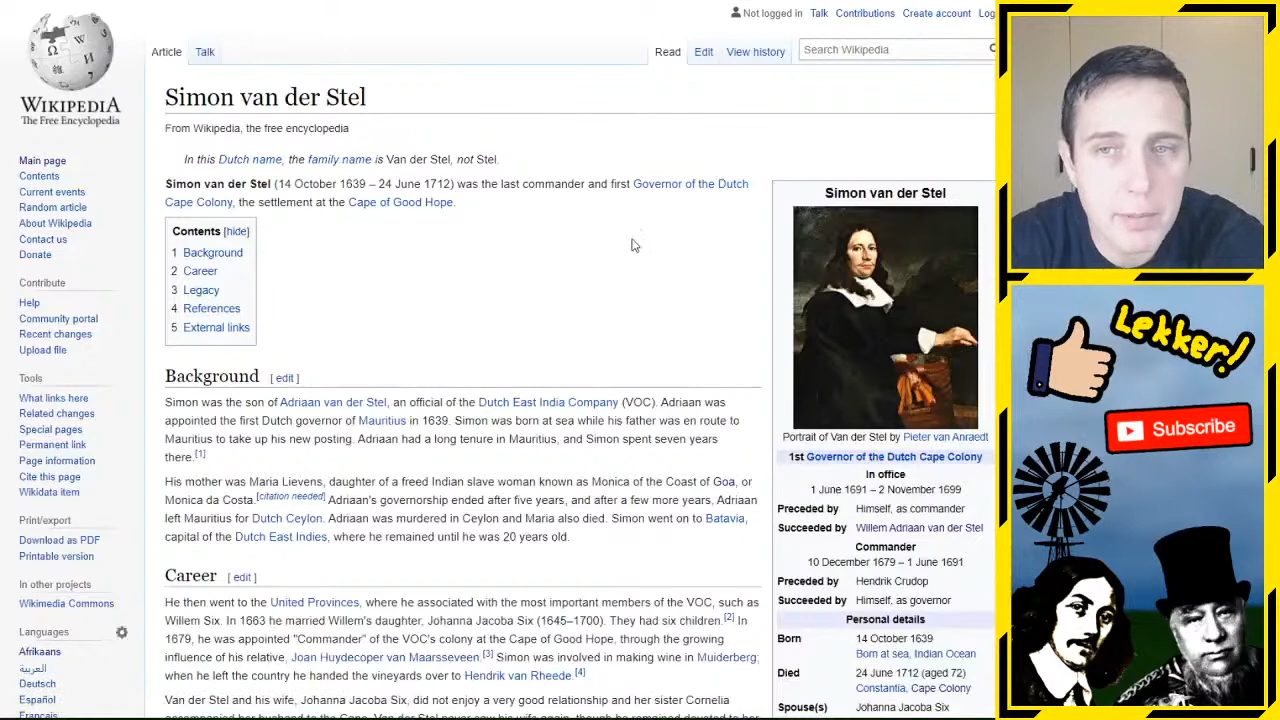 Not logged in Talk Contributions Create account Log
Article Talk Read Edit View history Search Wikipedia
WIKIPEDIA
The Free Encyclopedia
Main page
Contents
Current events
Random article
About Wikipedia
Contact us
Donate
Contribute
Help
Community portal
Recent changes
Upload file
Tools
What links here
Related changes
Special pages
Permanent link
Page information
Cite this page
Wikidata item
Print/export
Download as PDF
Printable version
In other projects
Wikimedia Commons
Languages
Afrikaans
العربية
Deutsch
Español
Français
Simon van der Stel
From Wikipedia, the free encyclopedia
In this Dutch name, the family name is Van der Stel, not Stel.
Simon van der Stel (14 October 1639 – 24 June 1712) was the last commander and first Governor of the Dutch
Cape Colony, the settlement at the Cape of Good Hope.
Contents [hide]
1 Background
2 Career
3 Legacy
4 References
5 External links
Background [ edit ]
Simon was the son of Adriaan van der Stel, an official of the Dutch East India Company (VOC). Adriaan was
appointed the first Dutch governor of Mauritius in 1639. Simon was born at sea while his father was en route to
Mauritius to take up his new posting. Adriaan had a long tenure in Mauritius, and Simon spent seven years
there.[1]
His mother was Maria Lievens, daughter of a freed Indian slave woman known as Monica of the Coast of Goa, or
Monica da Costa.[citation needed] Adriaan's governorship ended after five years, and after a few more years, Adriaan
left Mauritius for Dutch Ceylon. Adriaan was murdered in Ceylon and Maria also died. Simon went on to Batavia,
capital of the Dutch East Indies, where he remained until he was 20 years old.
Career [ edit ]
He then went to the United Provinces, where he associated with the most important members of the VOC, such as
Willem Six. In 1663 he married Willem's daughter, Johanna Jacoba Six (1645–1700). They had six children.[2] In
1679, he was appointed "Commander" of the VOC's colony at the Cape of Good Hope, through the growing
influence of his relative, Joan Huydecoper van Maarsseveen.[3] Simon was involved in making wine in Muiderberg;
when he left the country he handed the vineyards over to Hendrik van Rheede.[4]
Van der Stel and his wife, Johanna Jacoba Six, did not enjoy a very good relationship and her sister Cornelia
accompanied her husband to the Cape. Van der Stel never saw his wife again, though he remained devoted to her
Simon van der Stel
Portrait of Van der Stel by Pieter van Anraedt
1st Governor of the Dutch Cape Colony
In office
1 June 1691 – 2 November 1699
Preceded by Himself, as commander
Succeeded by Willem Adriaan van der Stel
Commander
10 December 1679 – 1 June 1691
Preceded by Hendrik Crudop
Succeeded by Himself, as governor
Personal details
Born 14 October 1639
Born at sea, Indian Ocean
Died 24 June 1712 (aged 72)
Constantia, Cape Colony
Spouse(s) Johanna Jacoba Six
Lekker!
Subscribe